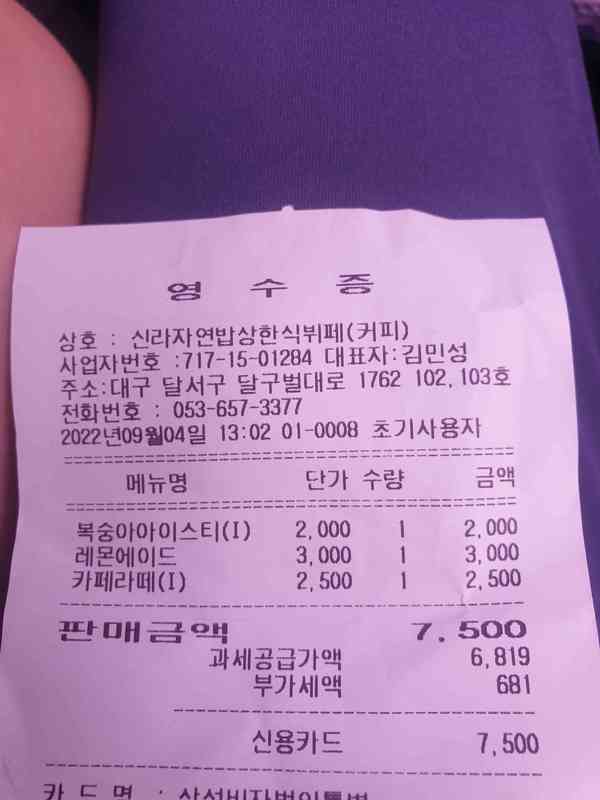 영 수 증
상호 : 신라자연밥상한식뷔페(커피)
사업자번호 :717-15-01284 대표자:김민성
주소:대구 달서구 달구벌대로 1762 102,103호
전화번호 : 053-657-3377
2022년09월04일 13:02 01-0008 초기사용자
메뉴명 단가 수량 금액
복숭아아이스티(I) 2,000 1 2,000
레몬에이드 3,000 1 3,000
카페라떼(I) 2,500 1 2,500
판매금액 7,500
과세공급가액 6,819
부가세액 681
신용카드 7,500
카 드 명 :